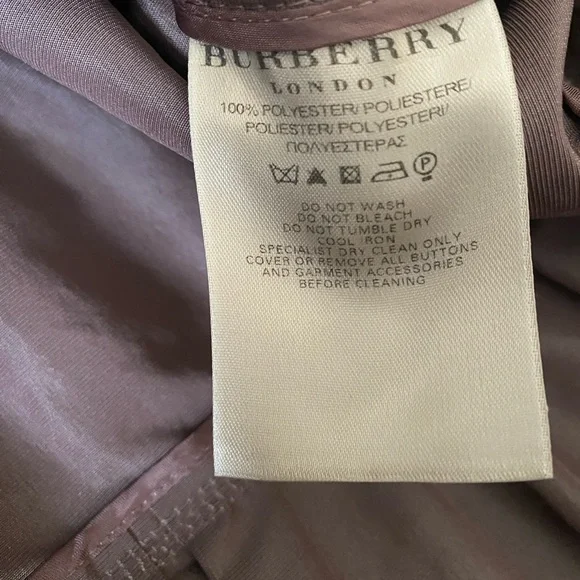 BURBERRY
LONDON
100% POLYESTER/ POLIESTERE/
POLIESTER/ POLYESTER/
ΠΟΛΥΕΣΤΕΡΑΣ
P
DO NOT WASH
DO NOT BLEACH
DO NOT TUMBLE DRY
COOL IRON
SPECIALIST DRY CLEAN ONLY
COVER OR REMOVE ALL BUTTONS
AND GARMENT ACCESSORIES
BEFORE CLEANING